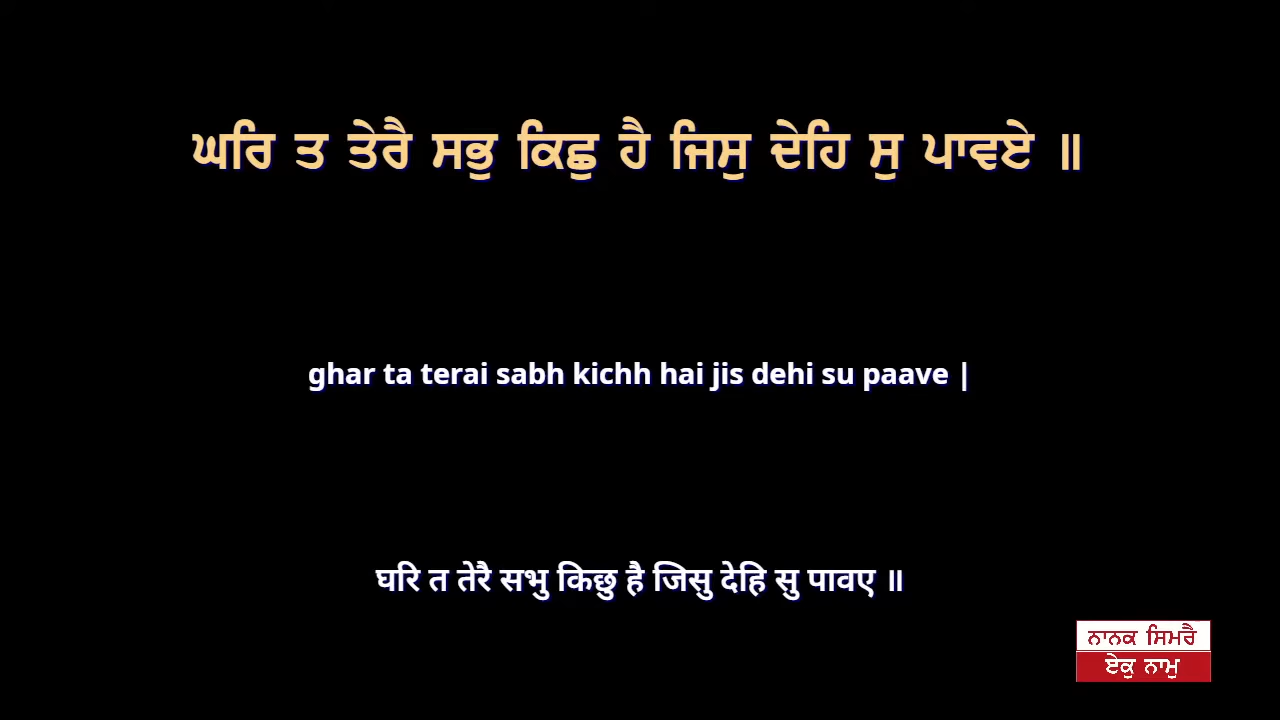 ਘਰਿ ਤ ਤੇਰੈ ਸਭੁ ਕਿਛੁ ਹੈ ਜਿਸੁ ਦੇਹਿ ਸੁ ਪਾਵਏ ॥
ghar ta terai sabh kichh hai jis dehi su paave |
घरि त तेरै सभु किछु है जिसु देहि सु पावए ॥
ਨਾਨਕ ਸਿਮਰੈ
ਏਕੁ ਨਾਮੁ